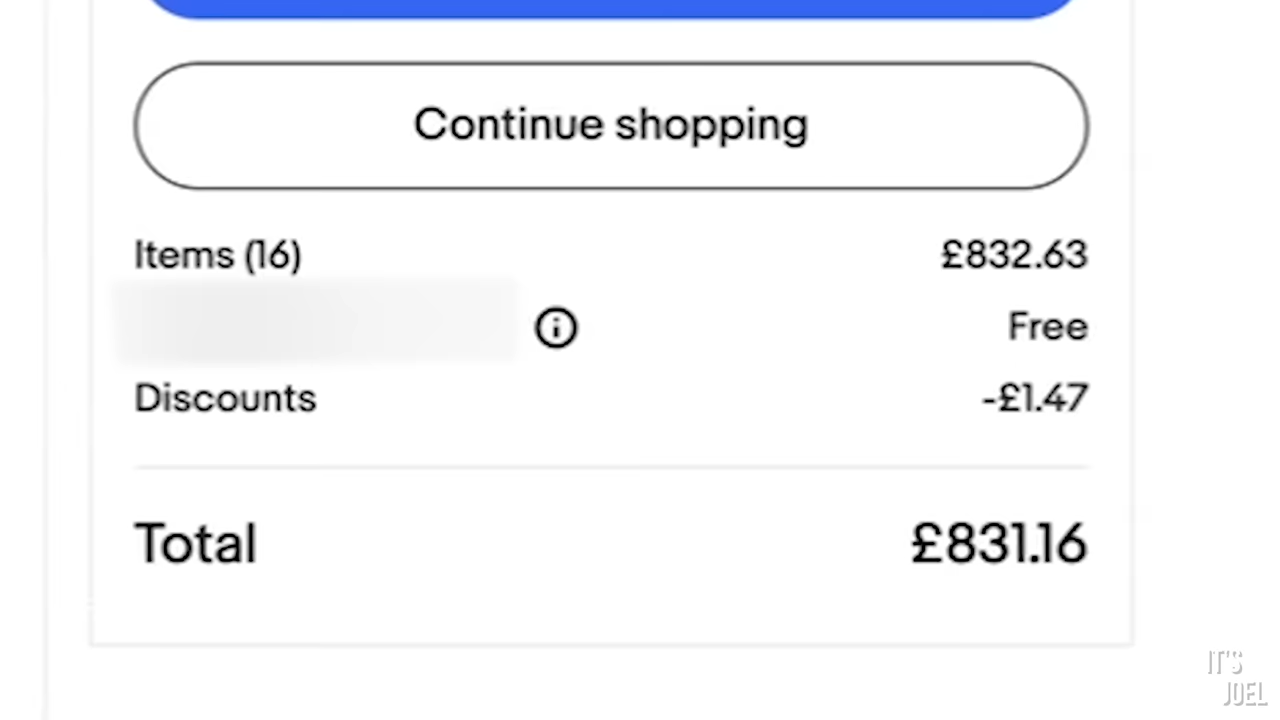 Continue shopping
Items (16) £832.63
Free
Discounts -£1.47
Total £831.16
IT'S
JOEL